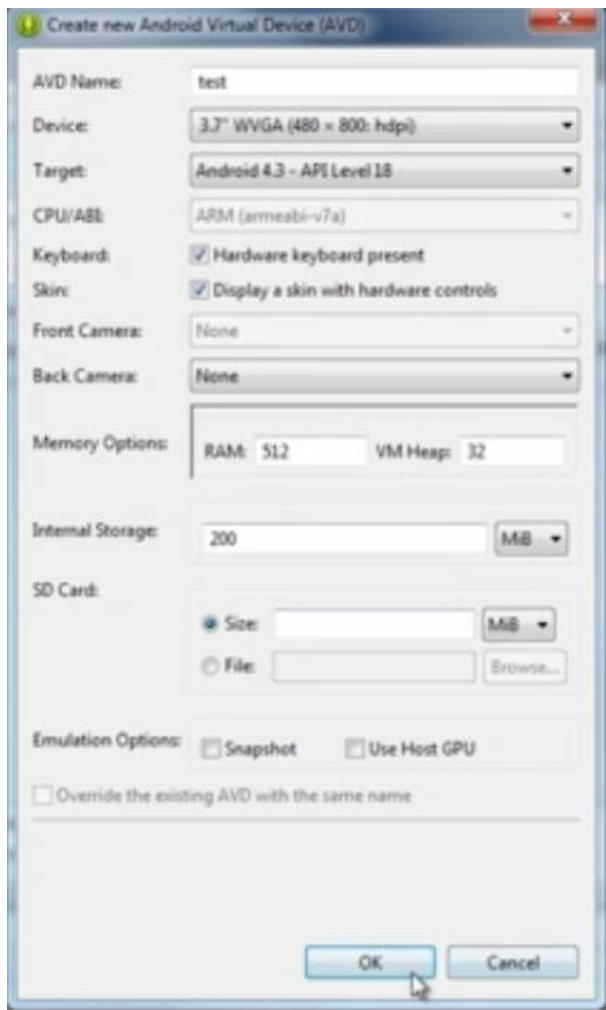 Create new Android Virtual Device (AVD)
AVD Name: test
Device: 3.7" WVGA (480 × 800: hdpi)
Target: Android 4.3 - API Level 18
CPU/ABI: ARM (armeabi-v7a)
Keyboard: Hardware keyboard present
Skin: Display a skin with hardware controls
Front Camera: None
Back Camera: None
Memory Options: RAM: 512 VM Heap: 32
Internal Storage: 200 MiB
SD Card:
Size: MiB
File: Browse...
Emulation Options: Snapshot Use Host GPU
Override the existing AVD with the same name
OK Cancel